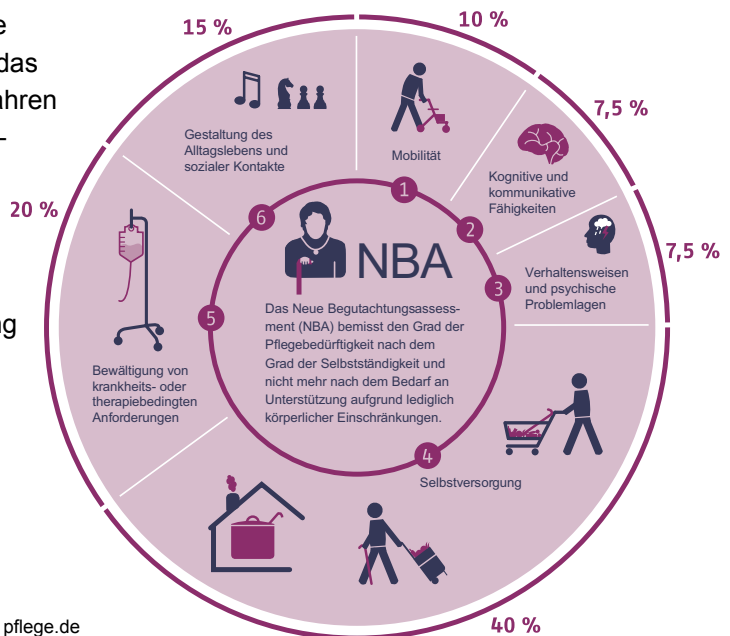 e
das
ahren
-
ng
15 %
10 %
7,5 %
7,5 %
20 %
40 %
Gestaltung des
Alltagslebens und
sozialer Kontakte
Mobilität
Kognitive und
kommunikative
Fähigkeiten
Verhaltensweisen
und psychische
Problemlagen
Bewältigung von
krankheits- oder
therapiebedingten
Anforderungen
Selbstversorgung
1
2
3
4
5
6
NBA
Das Neue Begutachtungsassess-
ment (NBA) bemisst den Grad der
Pflegebedürftigkeit nach dem
Grad der Selbstständigkeit und
nicht mehr nach dem Bedarf an
Unterstützung aufgrund lediglich
körperlicher Einschränkungen.
pflege.de